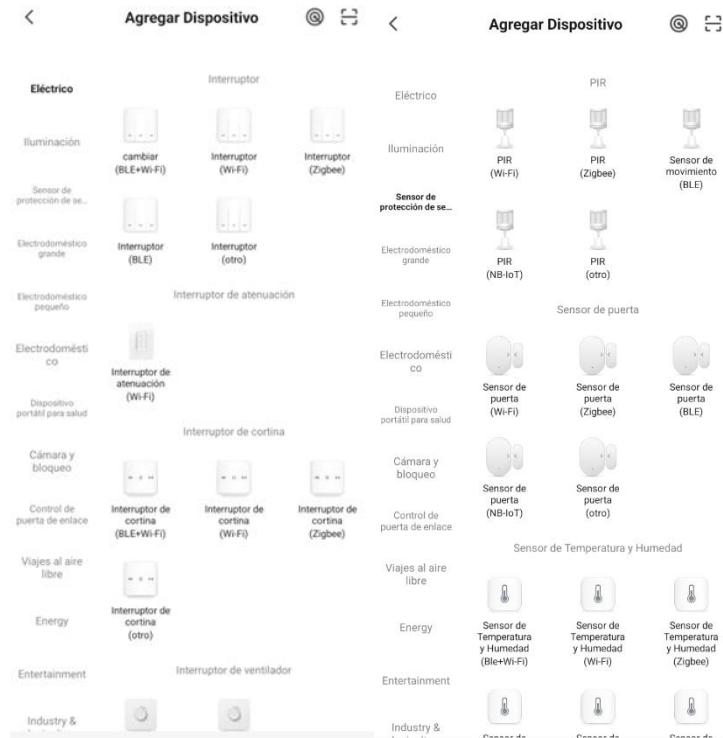 Agregar Dispositivo
Eléctrico
Iluminación
Sensor de
protección de se...
Electrodoméstico
grande
Electrodoméstico
pequeño
Electrodomésti
co
Dispositivo
portátil para salud
Cámara y
bloqueo
Control de
puerta de enlace
Viajes al aire
libre
Energy
Entertainment
Industry &
Interruptor
cambiar
(BLE+Wi-Fi)
Interruptor
(Wi-Fi)
Interruptor
(Zigbee)
Interruptor
(BLE)
Interruptor
(otro)
Interruptor de atenuación
Interruptor de
atenuación
(Wi-Fi)
Interruptor de cortina
Interruptor de
cortina
(BLE+Wi-Fi)
Interruptor de
cortina
(Wi-Fi)
Interruptor de
cortina
(Zigbee)
Interruptor de
cortina
(otro)
Interruptor de ventilador
Agregar Dispositivo
Eléctrico
Iluminación
Sensor de
protección de se...
Electrodoméstico
grande
Electrodoméstico
pequeño
Electrodomésti
co
Dispositivo
portátil para salud
Cámara y
bloqueo
Control de
puerta de enlace
Viajes al aire
libre
Energy
Entertainment
Industry &
PIR
PIR
(Wi-Fi)
PIR
(Zigbee)
Sensor de
movimiento
(BLE)
PIR
(NB-IoT)
PIR
(otro)
Sensor de puerta
Sensor de
puerta
(Wi-Fi)
Sensor de
puerta
(Zigbee)
Sensor de
puerta
(BLE)
Sensor de
puerta
(NB-IoT)
Sensor de
puerta
(otro)
Sensor de Temperatura y Humedad
Sensor de
Temperatura
y Humedad
(Ble+Wi-Fi)
Sensor de
Temperatura
y Humedad
(Wi-Fi)
Sensor de
Temperatura
y Humedad
(Zigbee)
Sensor de
Sensor de
Sensor de